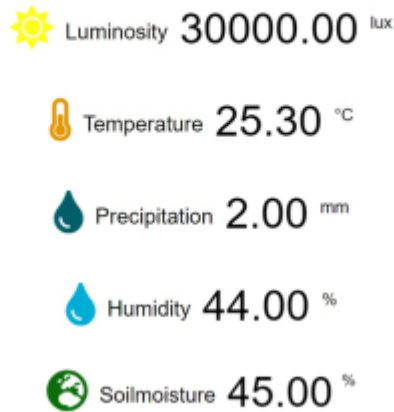 Luminosity 30000.00 lux
Temperature 25.30 °C
Precipitation 2.00 mm
Humidity 44.00 %
Soilmoisture 45.00 %